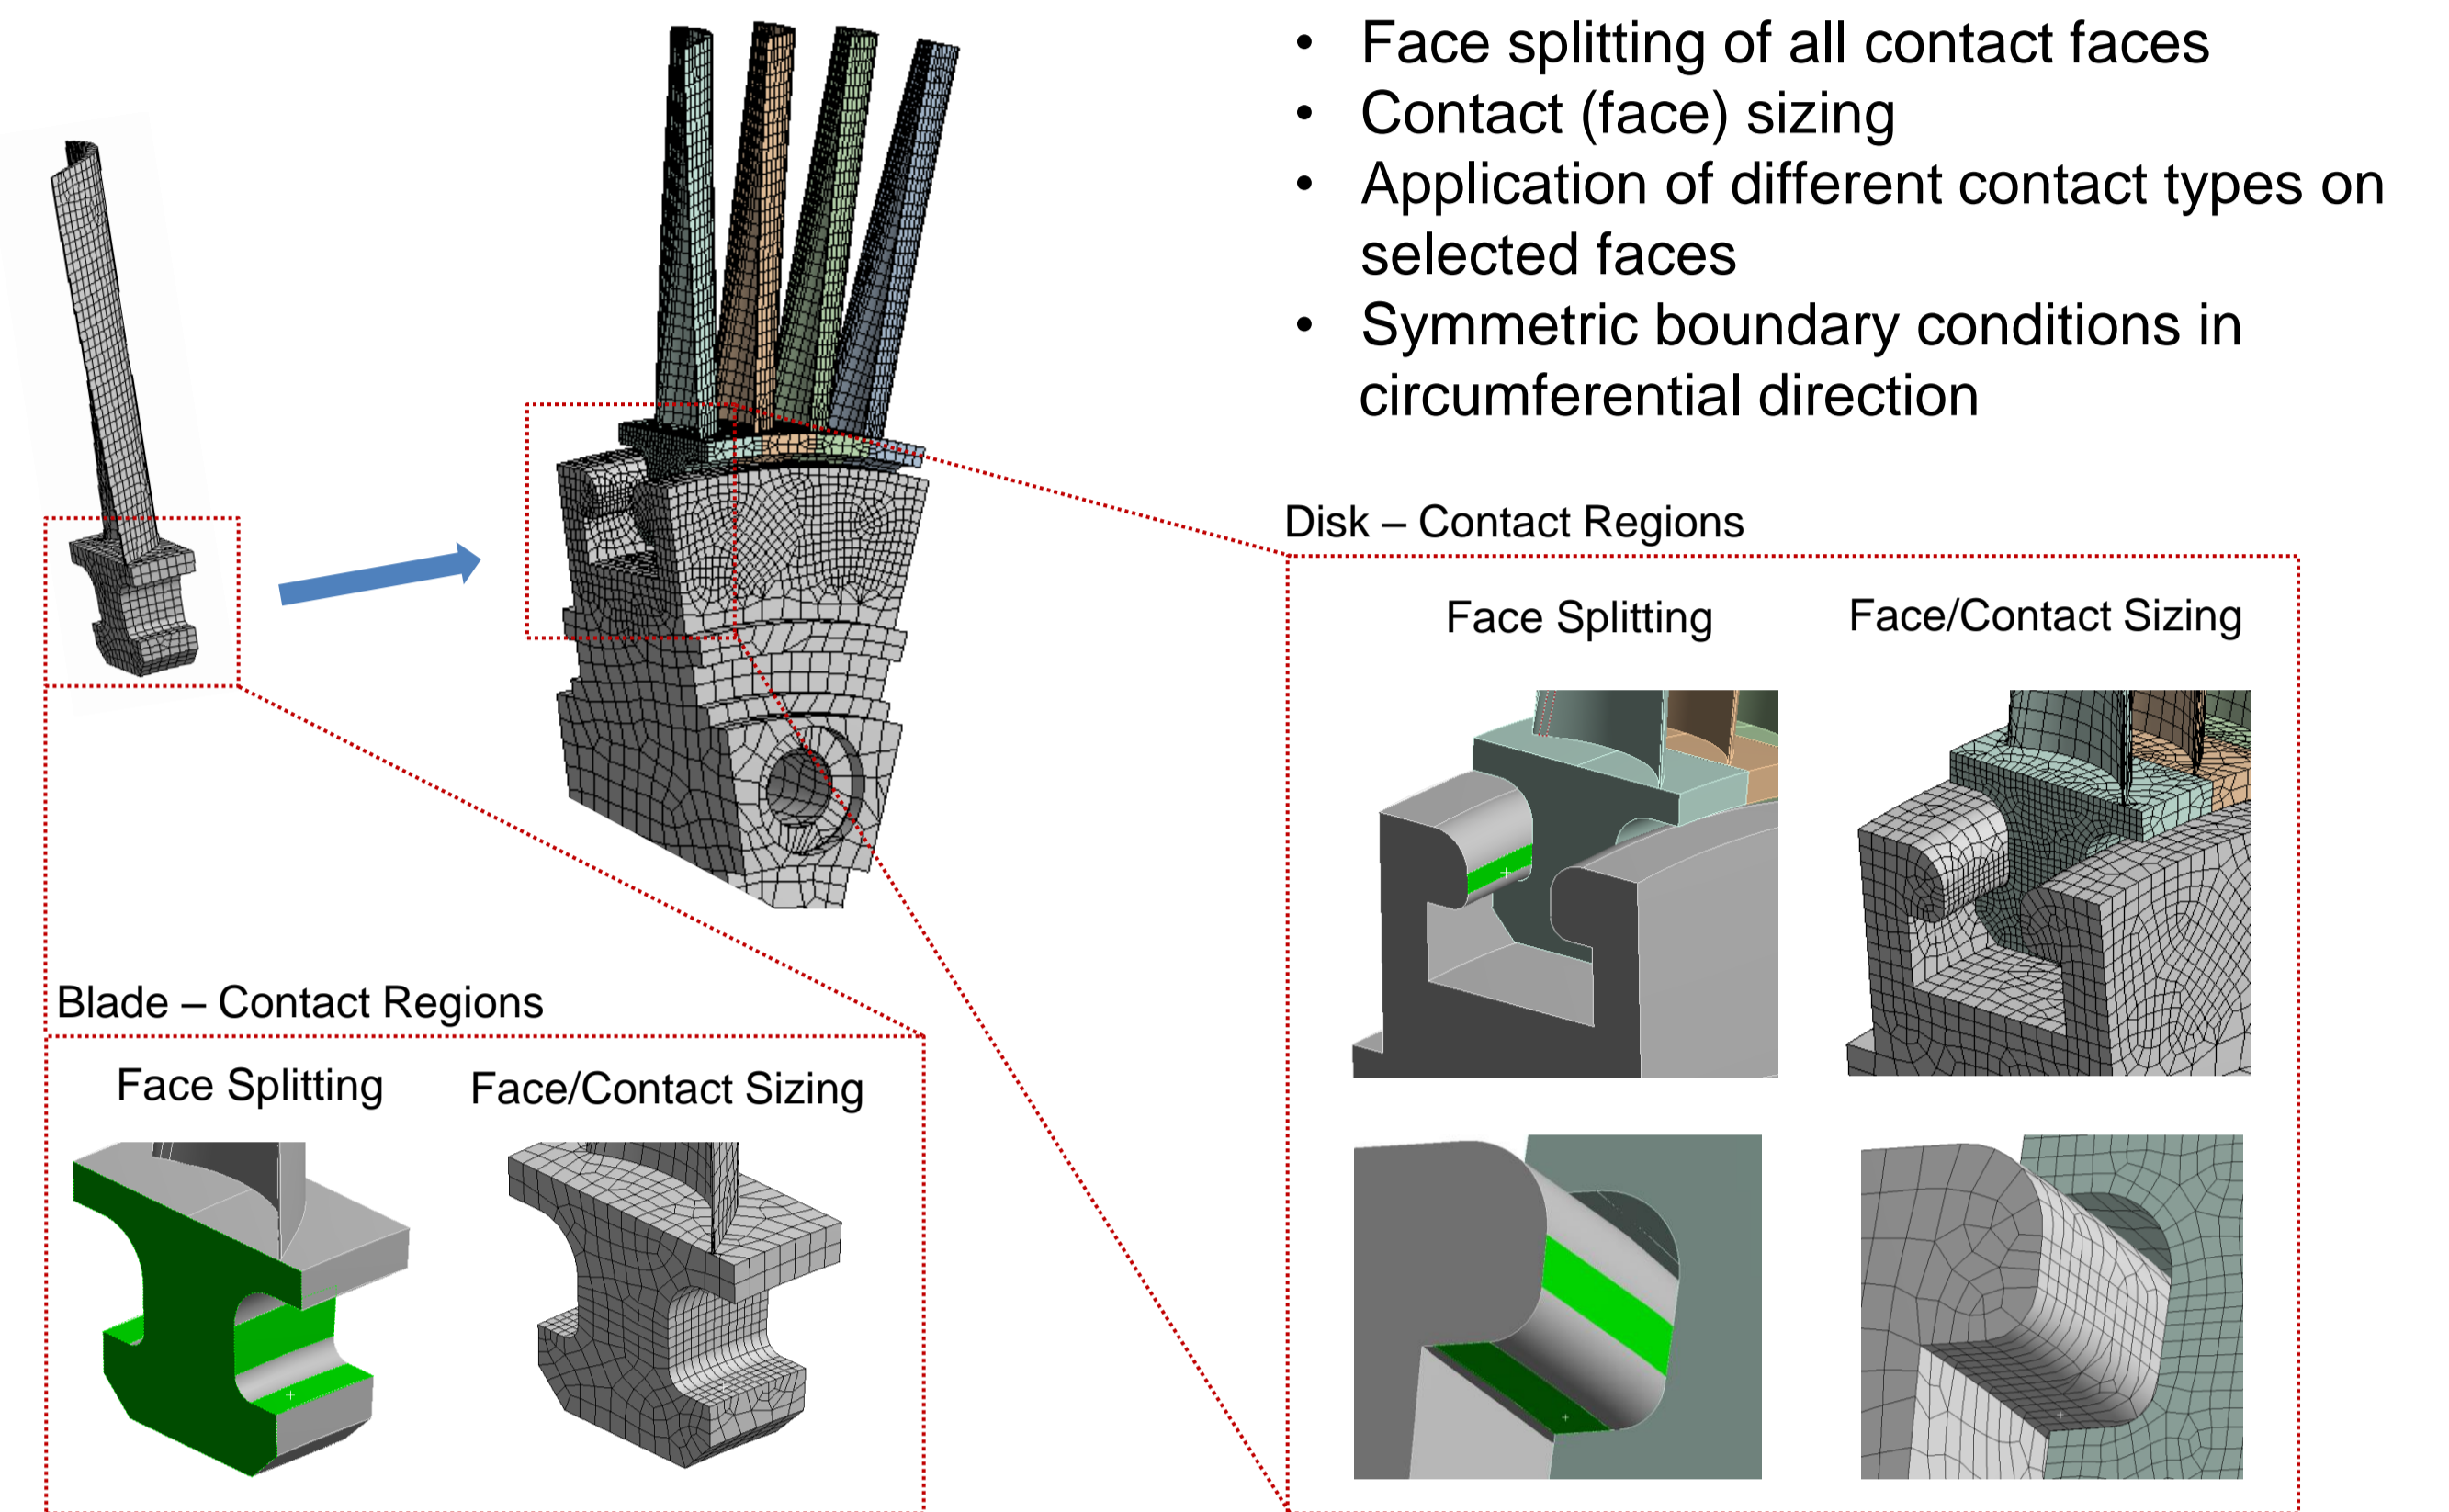 • Face splitting of all contact faces
• Contact (face) sizing
• Application of different contact types on
selected faces
• Symmetric boundary conditions in
circumferential direction
Disk – Contact Regions
Face Splitting
Face/Contact Sizing
Blade – Contact Regions
Face Splitting
Face/Contact Sizing